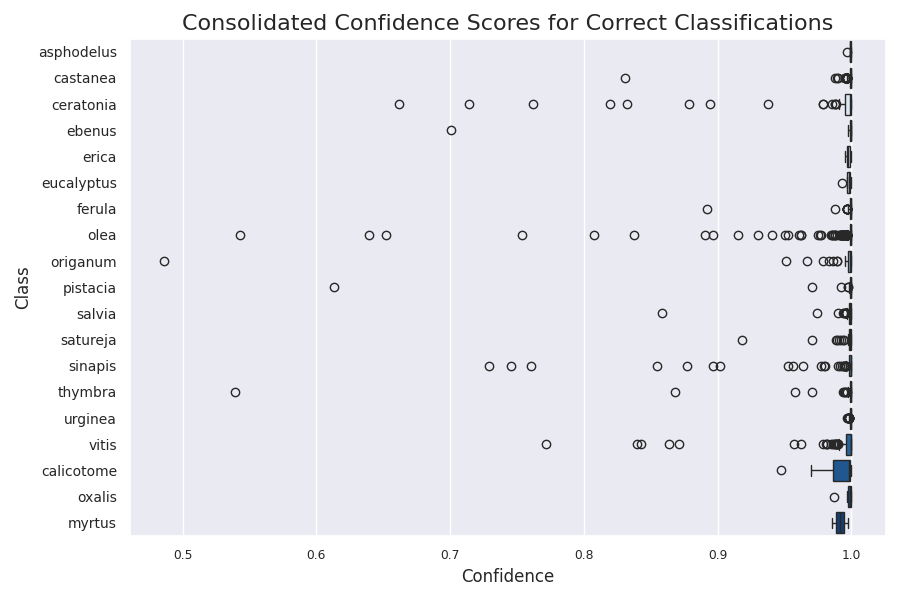 Consolidated Confidence Scores for Correct Classifications
asphodelus
castanea
ceratonia
ebenus
erica
eucalyptus
ferula
olea
origanum
pistacia
salvia
satureja
sinapis
thymbra
urginea
vitis
calicotome
oxalis
myrtus
Class
0.5 0.6 0.7 0.8 0.9 1.0
Confidence